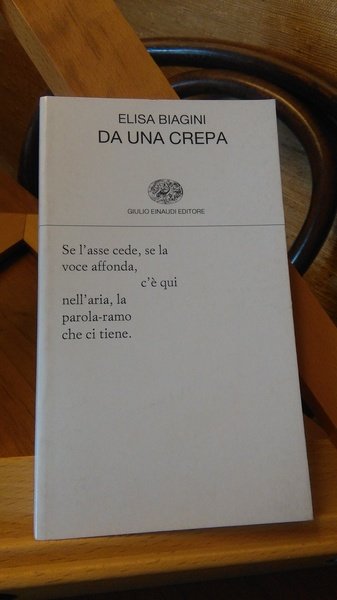 ELISA BIAGINI
DA UNA CREPA
GIULIO EINAUDI EDITORE
Se l'asse cede, se la
voce affonda,
c'è qui
nell'aria, la
parola-ramo
che ci tiene.